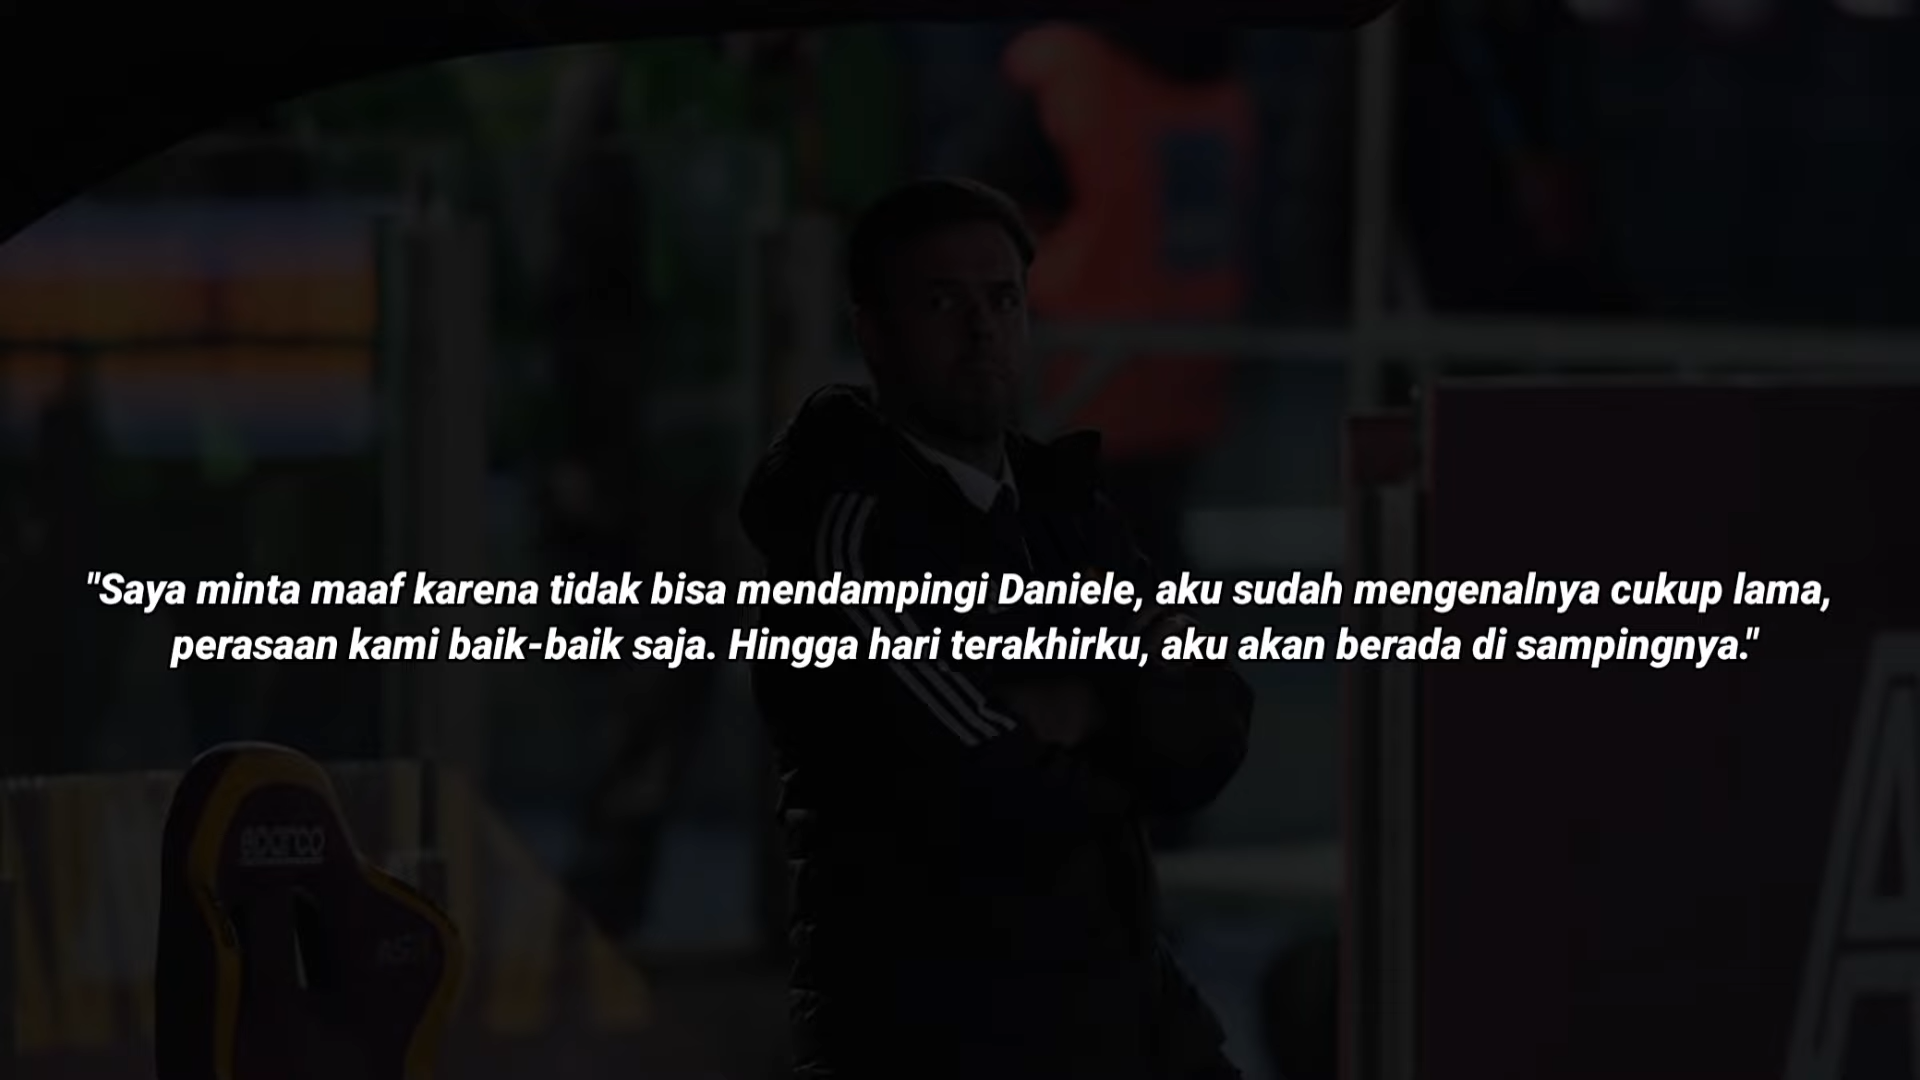 "Saya minta maaf karena tidak bisa mendampingi Daniele, aku sudah mengenalnya cukup lama,
perasaan kami baik-baik saja. Hingga hari terakhirku, aku akan berada di sampingnya."
sparco